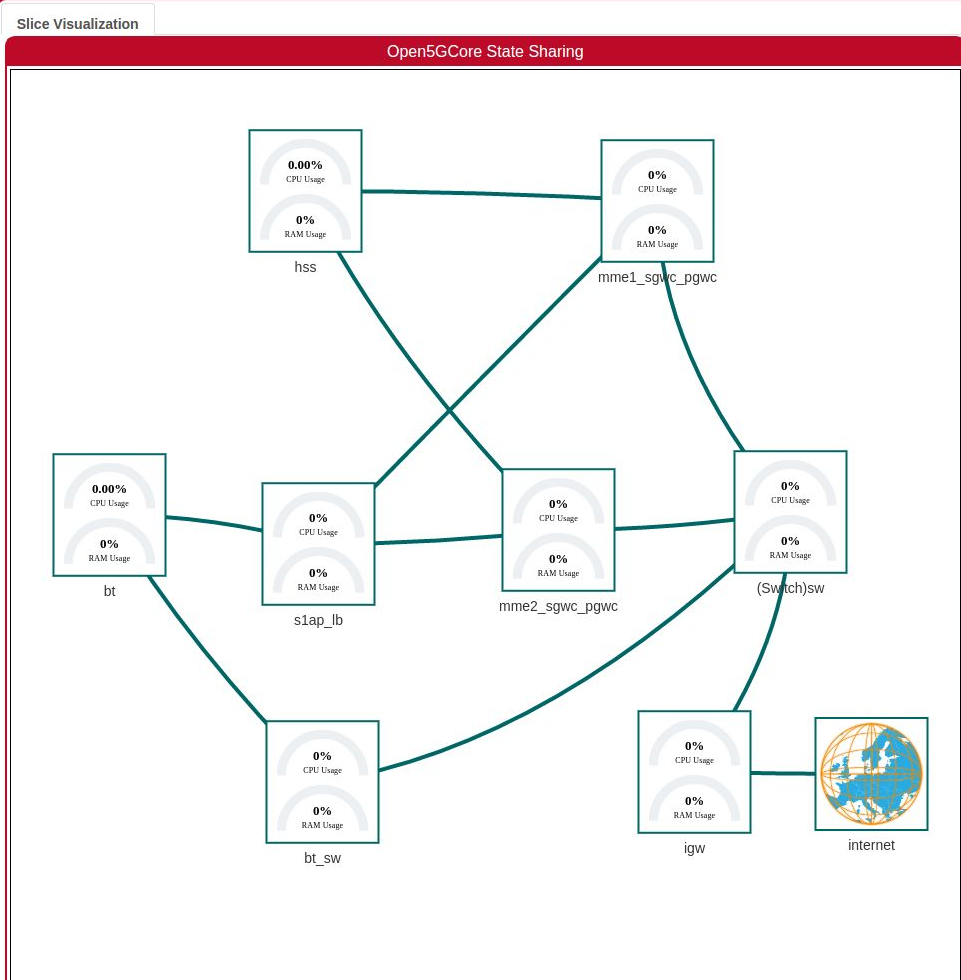 Slice Visualization
Open5GCore State Sharing
0.00%
CPU Usage
0%
RAM Usage
hss
0%
CPU Usage
0%
RAM Usage
mme1_sgwc_pgwc
0.00%
CPU Usage
0%
RAM Usage
bt
0%
CPU Usage
0%
RAM Usage
s1ap_lb
0%
CPU Usage
0%
RAM Usage
mme2_sgwc_pgwc
0%
CPU Usage
0%
RAM Usage
(Switch)sw
0%
CPU Usage
0%
RAM Usage
bt_sw
0%
CPU Usage
0%
RAM Usage
igw
internet